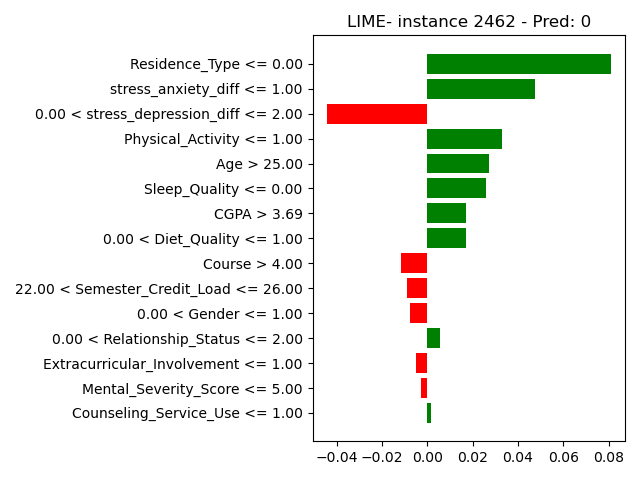 LIME- instance 2462 - Pred: 0
Residence_Type <= 0.00
stress_anxiety_diff <= 1.00
0.00 < stress_depression_diff <= 2.00
Physical_Activity <= 1.00
Age > 25.00
Sleep_Quality <= 0.00
CGPA > 3.69
0.00 < Diet_Quality <= 1.00
Course > 4.00
22.00 < Semester_Credit_Load <= 26.00
0.00 < Gender <= 1.00
0.00 < Relationship_Status <= 2.00
Extracurricular_Involvement <= 1.00
Mental_Severity_Score <= 5.00
Counseling_Service_Use <= 1.00
−0.04 −0.02 0.00 0.02 0.04 0.06 0.08